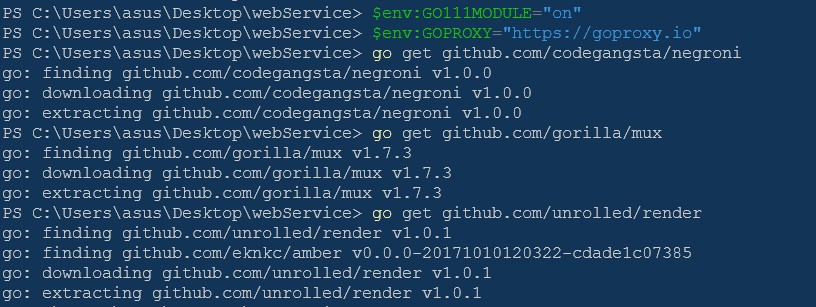 PS C:\Users\asus\Desktop\webService> $env:GO111MODULE="on"
PS C:\Users\asus\Desktop\webService> $env:GOPROXY="https://goproxy.io"
PS C:\Users\asus\Desktop\webService> go get github.com/codegangsta/negroni
go: finding github.com/codegangsta/negroni v1.0.0
go: downloading github.com/codegangsta/negroni v1.0.0
go: extracting github.com/codegangsta/negroni v1.0.0
PS C:\Users\asus\Desktop\webService> go get github.com/gorilla/mux
go: finding github.com/gorilla/mux v1.7.3
go: downloading github.com/gorilla/mux v1.7.3
go: extracting github.com/gorilla/mux v1.7.3
PS C:\Users\asus\Desktop\webService> go get github.com/unrolled/render
go: finding github.com/unrolled/render v1.0.1
go: finding github.com/eknkc/amber v0.0.0-20171010120322-cdade1c07385
go: downloading github.com/unrolled/render v1.0.1
go: extracting github.com/unrolled/render v1.0.1